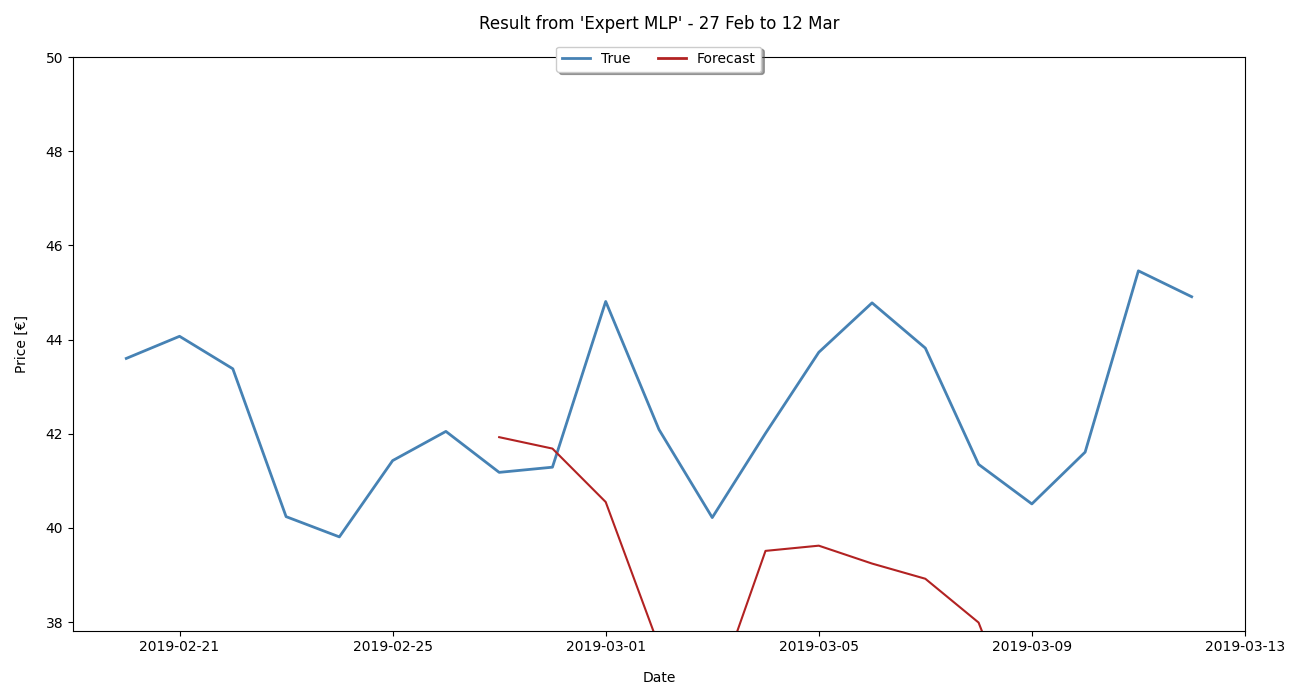 Result from 'Expert MLP' - 27 Feb to 12 Mar
True Forecast
50
48
46
44
42
40
38
Price [€]
2019-02-21 2019-02-25 2019-03-01 2019-03-05 2019-03-09 2019-03-13
Date